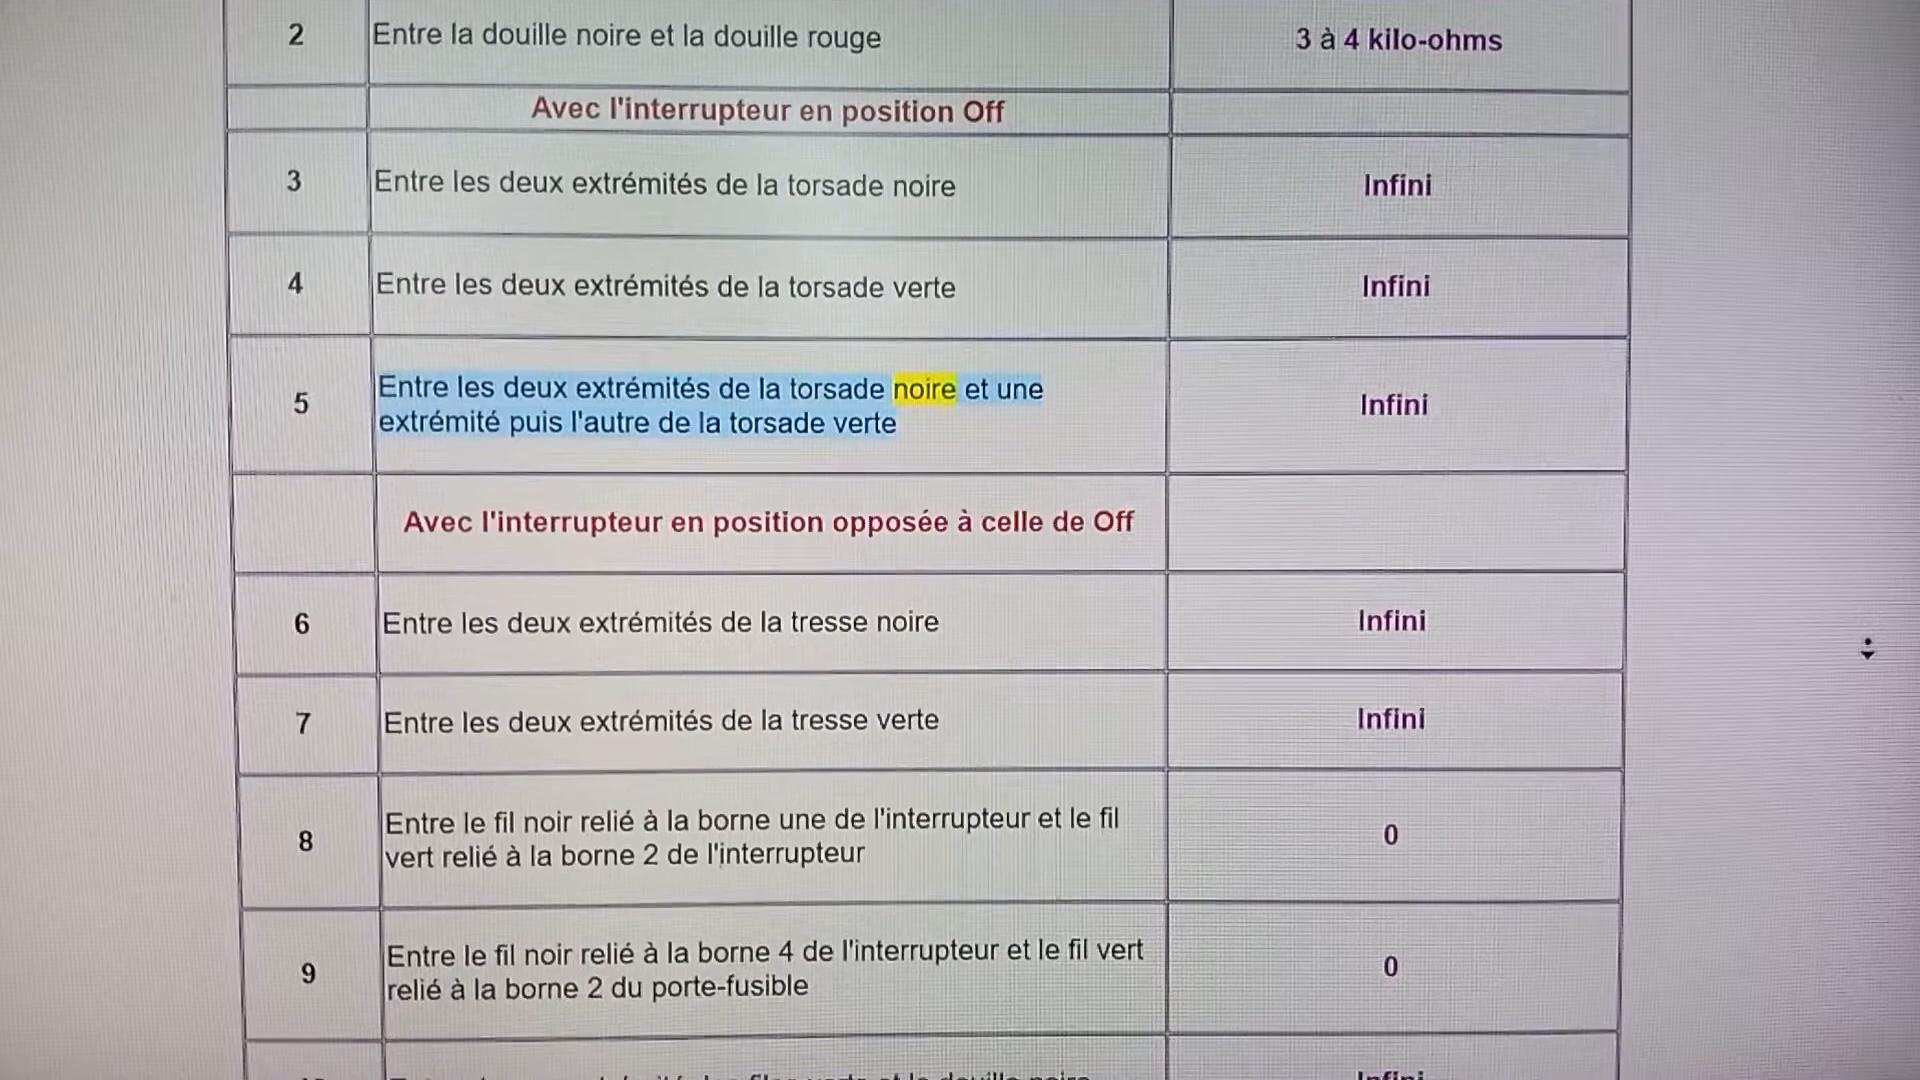 2 Entre la douille noire et la douille rouge 3 à 4 kilo-ohms
Avec l'interrupteur en position Off
3 Entre les deux extrémités de la torsade noire Infini
4 Entre les deux extrémités de la torsade verte Infini
5 Entre les deux extrémités de la torsade noire et une
extrémité puis l'autre de la torsade verte Infini
Avec l'interrupteur en position opposée à celle de Off
6 Entre les deux extrémités de la tresse noire Infini
7 Entre les deux extrémités de la tresse verte Infini
8 Entre le fil noir relié à la borne une de l'interrupteur et le fil
vert relié à la borne 2 de l'interrupteur 0
9 Entre le fil noir relié à la borne 4 de l'interrupteur et le fil vert
relié à la borne 2 du porte-fusible 0
Infini